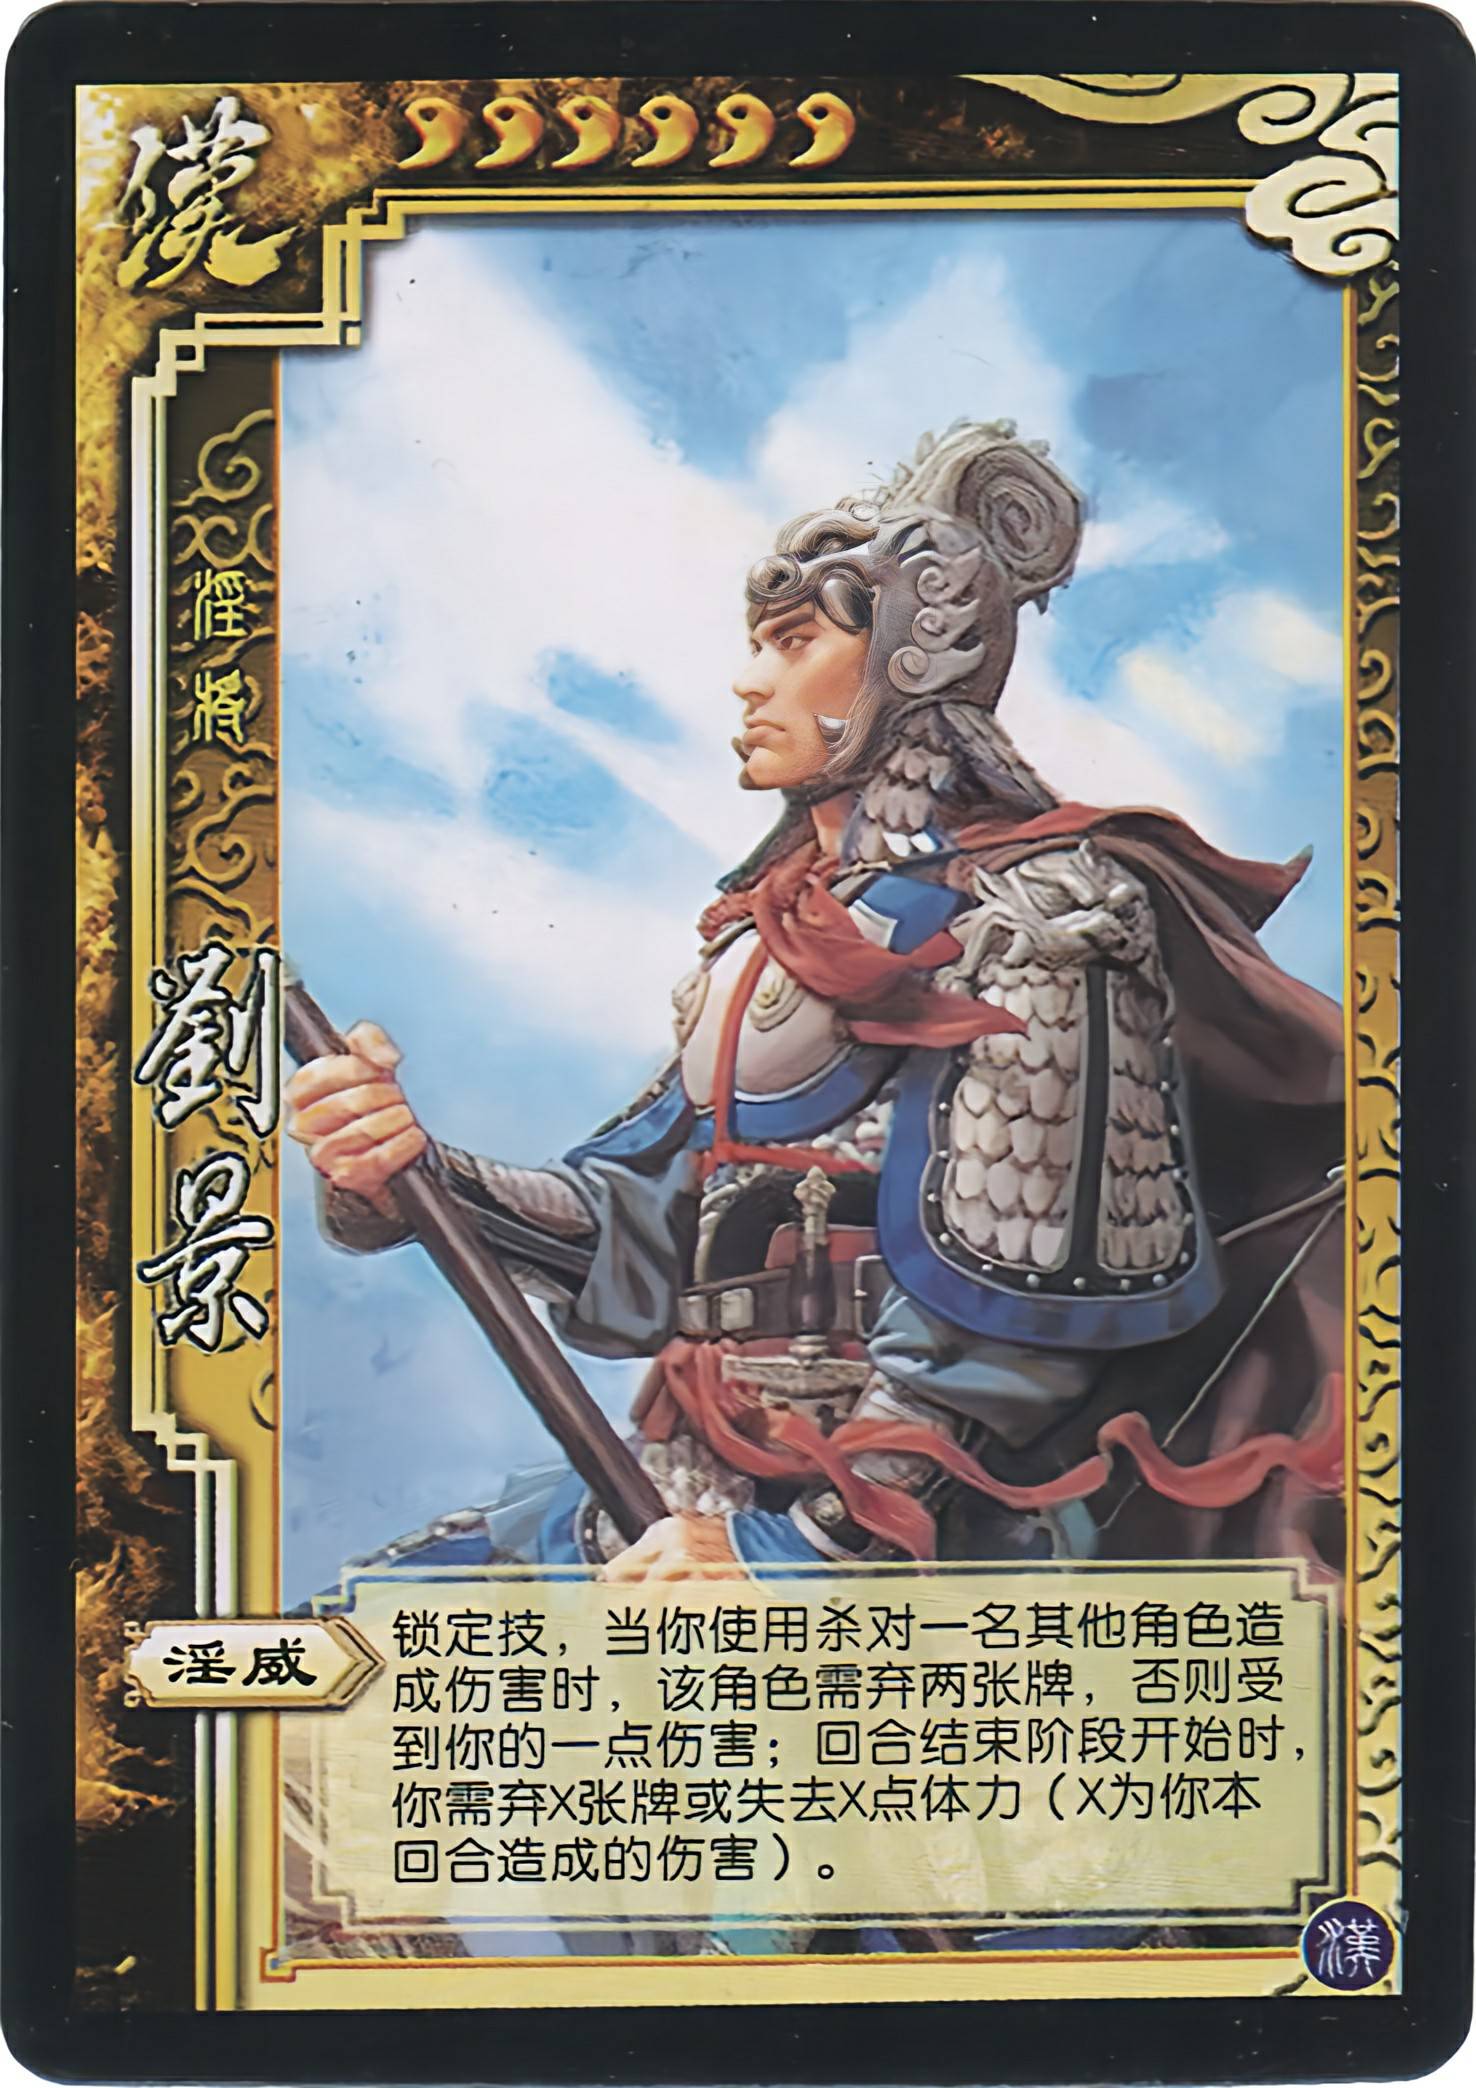 漢
淫将
劉景
淫威
锁定技，当你使用杀对一名其他角色造
成伤害时，该角色需弃两张牌，否则受
到你的一点伤害；回合结束阶段开始时，
你需弃X张牌或失去X点体力（X为你本
回合造成的伤害）。
漢